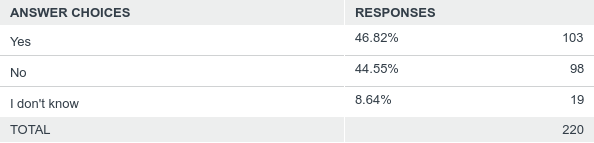 ANSWER CHOICES RESPONSES
Yes 46.82% 103
No 44.55% 98
I don't know 8.64% 19
TOTAL 220